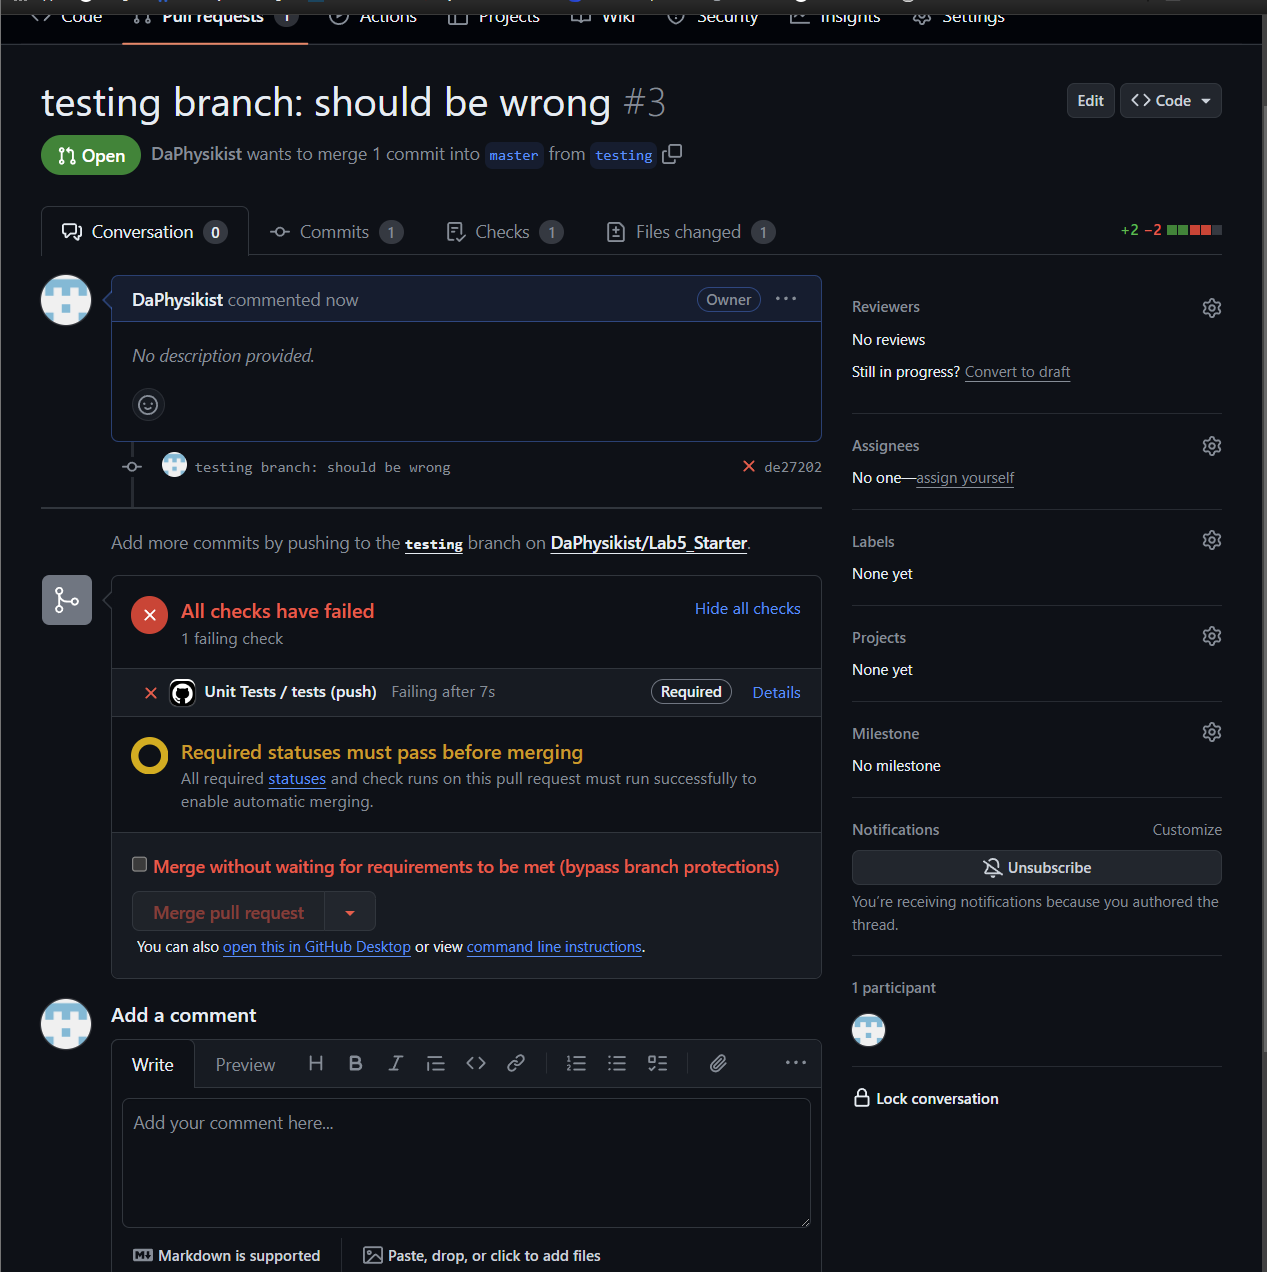 Code Pull requests 1 Actions Projects Wiki Security Insights Settings
testing branch: should be wrong #3
Edit
Code
Open
DaPhysikist wants to merge 1 commit into master from testing
Conversation 0
Commits 1
Checks 1
Files changed 1
+2 −2
DaPhysikist commented now
Owner
No description provided.
testing branch: should be wrong
de27202
Add more commits by pushing to the testing branch on DaPhysikist/Lab5_Starter.
All checks have failed
1 failing check
Hide all checks
Unit Tests / tests (push) Failing after 7s
Required
Details
Required statuses must pass before merging
All required statuses and check runs on this pull request must run successfully to
enable automatic merging.
Merge without waiting for requirements to be met (bypass branch protections)
Merge pull request
You can also open this in GitHub Desktop or view command line instructions.
Add a comment
Write
Preview
Add your comment here...
Markdown is supported
Paste, drop, or click to add files
Reviewers
No reviews
Still in progress? Convert to draft
Assignees
No one—assign yourself
Labels
None yet
Projects
None yet
Milestone
No milestone
Notifications
Customize
Unsubscribe
You're receiving notifications because you authored the
thread.
1 participant
Lock conversation